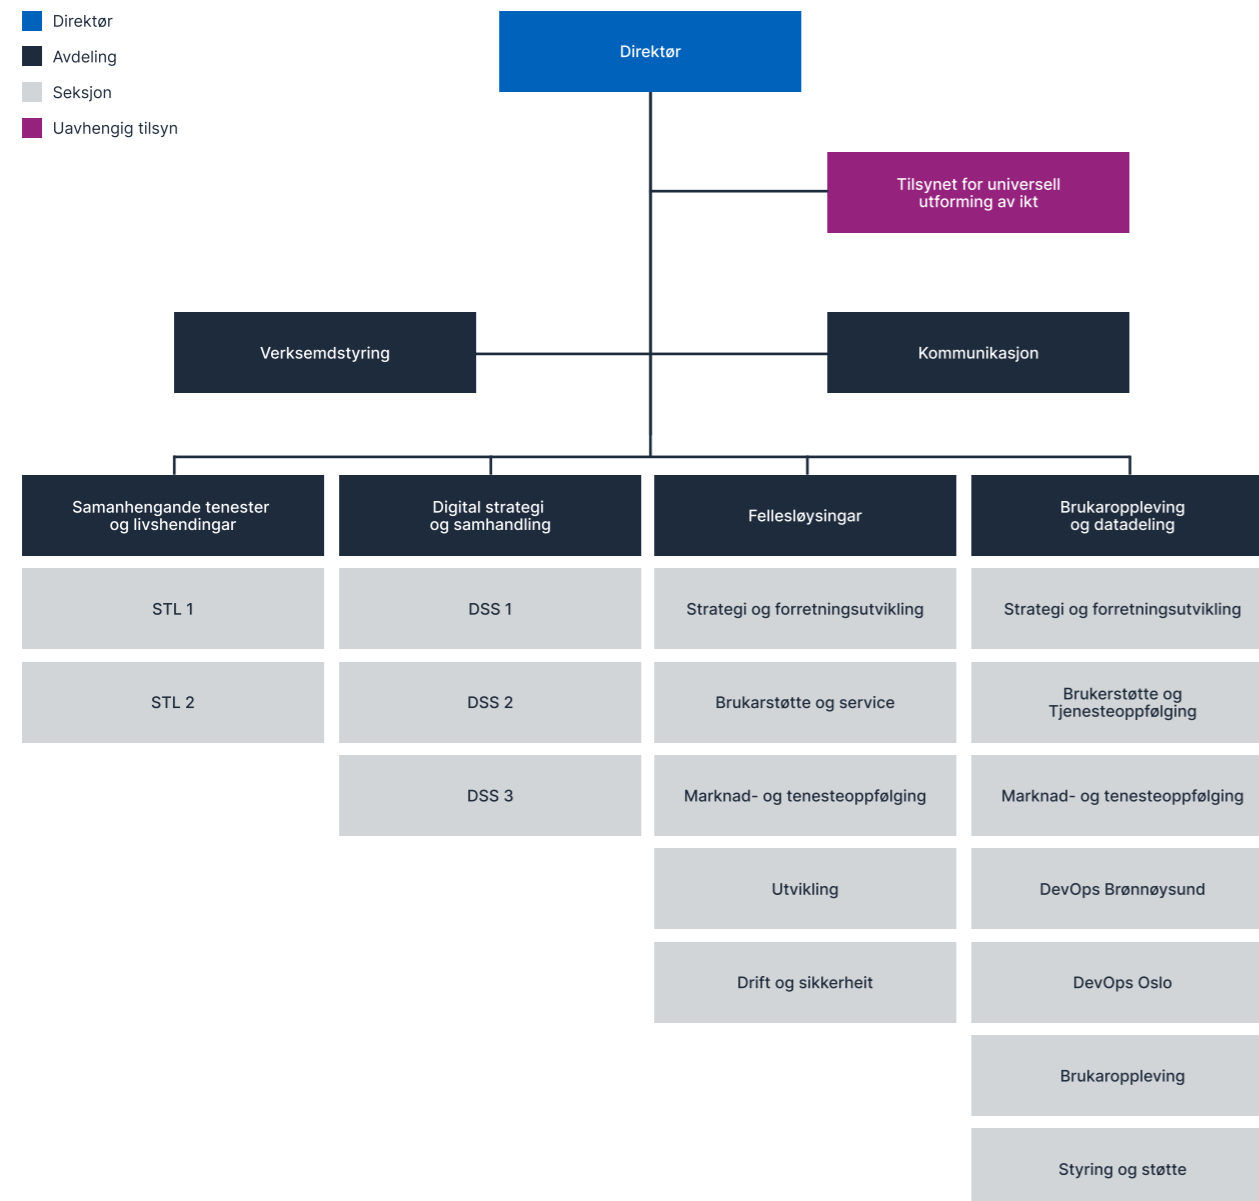 Direktør
Avdeling
Seksjon
Uavhengig tilsyn
Direktør
Tilsynet for universell
utforming av ikt
Verksemdstyring
Kommunikasjon
Samanhengande tenester
og livshendingar
Digital strategi
og samhandling
Fellesløysingar
Brukaroppleving
og datadeling
STL 1
DSS 1
Strategi og forretningsutvikling
Strategi og forretningsutvikling
STL 2
DSS 2
Brukarstøtte og service
Brukerstøtte og
Tjenesteoppfølging
DSS 3
Marknad- og tenesteoppfølging
Marknad- og tenesteoppfølging
Utvikling
DevOps Brønnøysund
Drift og sikkerheit
DevOps Oslo
Brukaroppleving
Styring og støtte